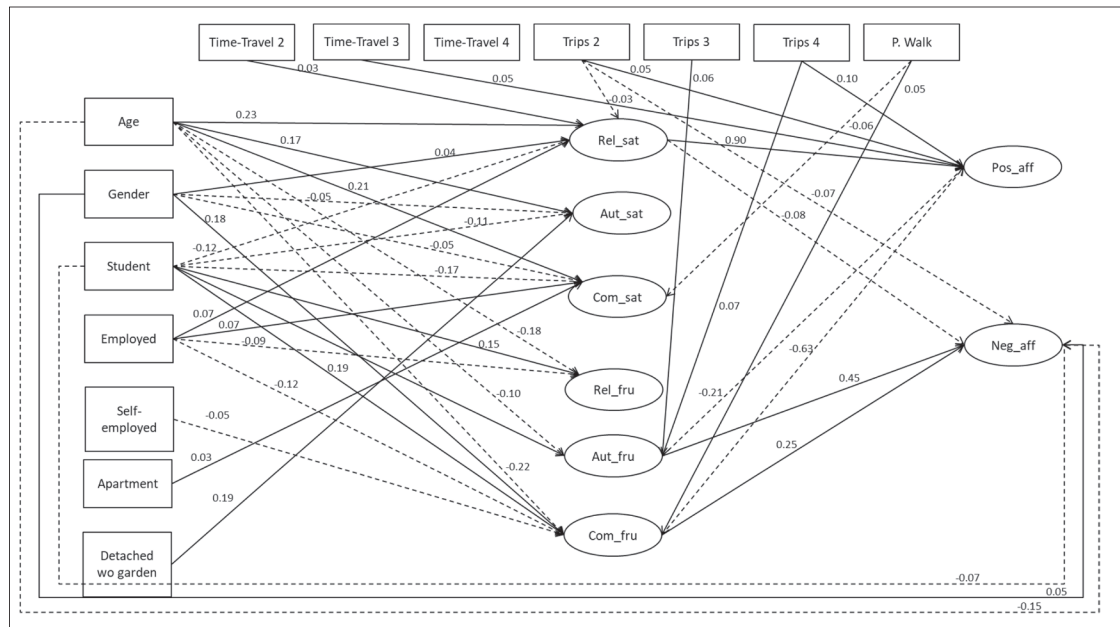 Time-Travel 2
Time-Travel 3
Time-Travel 4
Trips 2
Trips 3
Trips 4
P. Walk
0.03
0.05
0.05
0.06
0.10
0.05
-0.03
Age
0.23
0.17
-0.06
Rel_sat
0.90
Pos_aff
0.04
Gender
0.21
-0.05
-0.07
-0.08
-0.18
-0.11
Aut_sat
-0.12
-0.05
Student
-0.17
Com_sat
0.07
0.07
-0.18
0.07
Employed
-0.09
0.15
-0.63
Neg_aff
0.19
-0.12
-0.10
Rel_fru
-0.21
0.45
Self-
employed
-0.05
0.25
Aut_fru
0.03
-0.22
Apartment
0.19
Com_fru
Detached
wo garden
-0.07
0.05
-0.15